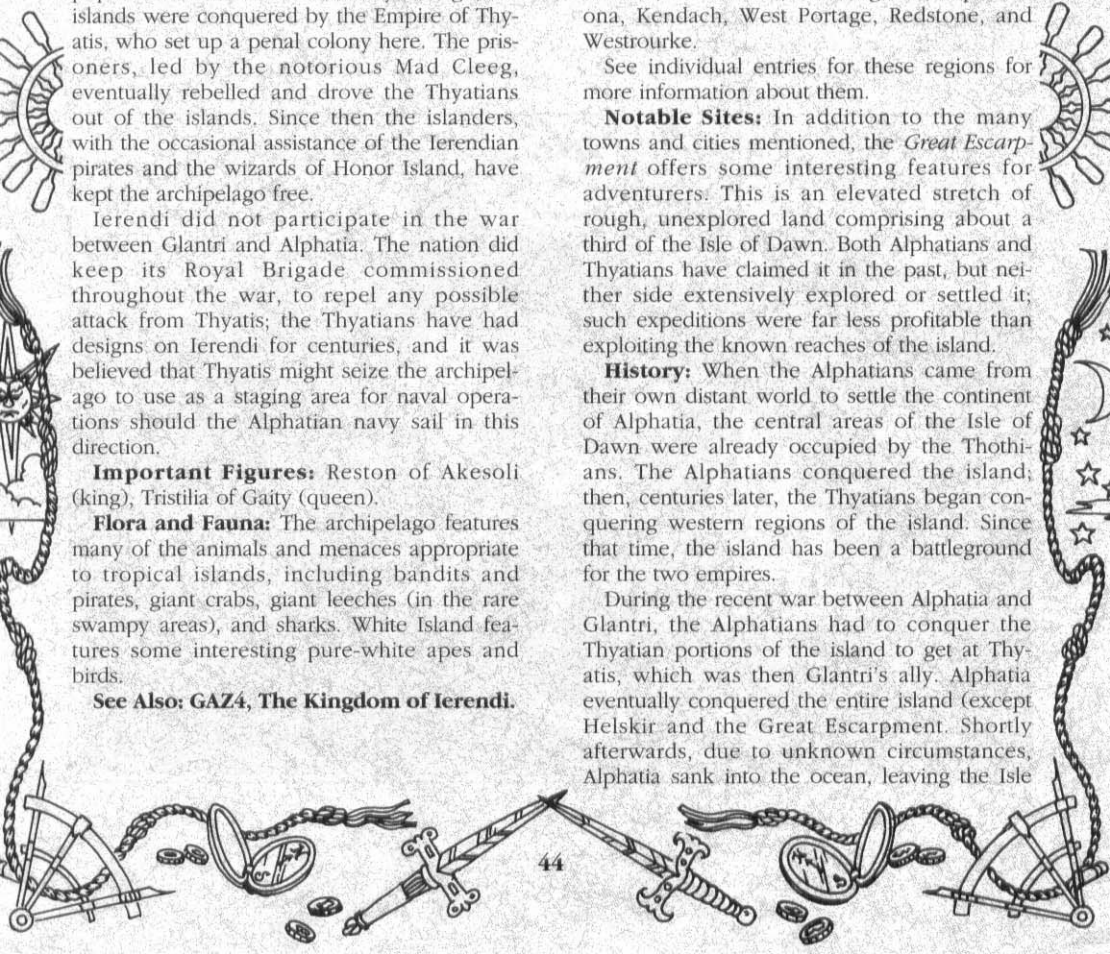 islands were conquered by the Empire of Thy-
atis, who set up a penal colony here. The pris-
oners, led by the notorious Mad Cleeg,
eventually rebelled and drove the Thyatians
out of the islands. Since then the islanders,
with the occasional assistance of the Ierendian
pirates and the wizards of Honor Island, have
kept the archipelago free.
Ierendi did not participate in the war
between Glantri and Alphatia. The nation did
keep its Royal Brigade commissioned
throughout the war, to repel any possible
attack from Thyatis; the Thyatians have had
designs on Ierendi for centuries, and it was
believed that Thyatis might seize the archipel-
ago to use as a staging area for naval opera-
tions should the Alphatian navy sail in this
direction.
Important Figures: Reston of Akesoli
(king), Tristilia of Gaity (queen).
Flora and Fauna: The archipelago features
many of the animals and menaces appropriate
to tropical islands, including bandits and
pirates, giant crabs, giant leeches (in the rare
swampy areas), and sharks. White Island fea-
tures some interesting pure-white apes and
birds.
See Also: GAZ4, The Kingdom of Ierendi.
ona, Kendach, West Portage, Redstone, and
Westrourke.
See individual entries for these regions for
more information about them.
Notable Sites: In addition to the many
towns and cities mentioned, the Great Escarp-
ment offers some interesting features for
adventurers. This is an elevated stretch of
rough, unexplored land comprising about a
third of the Isle of Dawn. Both Alphatians and
Thyatians have claimed it in the past, but nei-
ther side extensively explored or settled it;
such expeditions were far less profitable than
exploiting the known reaches of the island.
History: When the Alphatians came from
their own distant world to settle the continent
of Alphatia, the central areas of the Isle of
Dawn were already occupied by the Thothi-
ans. The Alphatians conquered the island;
then, centuries later, the Thyatians began con-
quering western regions of the island. Since
that time, the island has been a battleground
for the two empires.
During the recent war between Alphatia and
Glantri, the Alphatians had to conquer the
Thyatian portions of the island to get at Thy-
atis, which was then Glantri's ally. Alphatia
eventually conquered the entire island (except
Helskir and the Great Escarpment. Shortly
afterwards, due to unknown circumstances,
Alphatia sank into the ocean, leaving the Isle
44